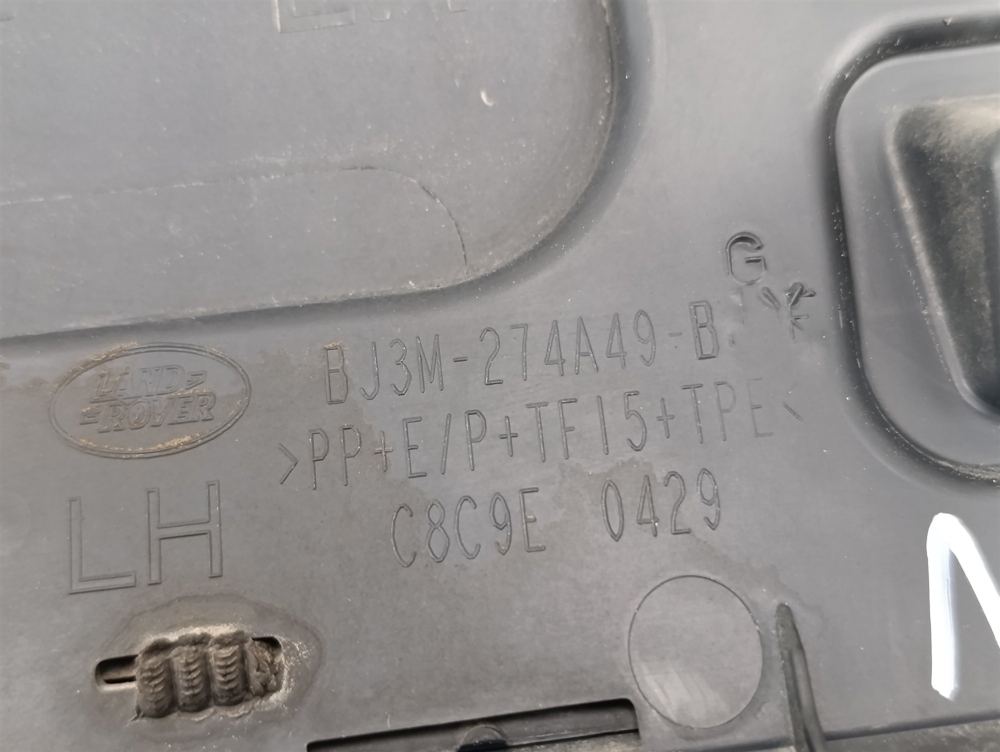 G
BJ3M-274A49-B
LAND
ROVER
>PP+E/P+TF15+TPE<
C8C9E 0429
LH